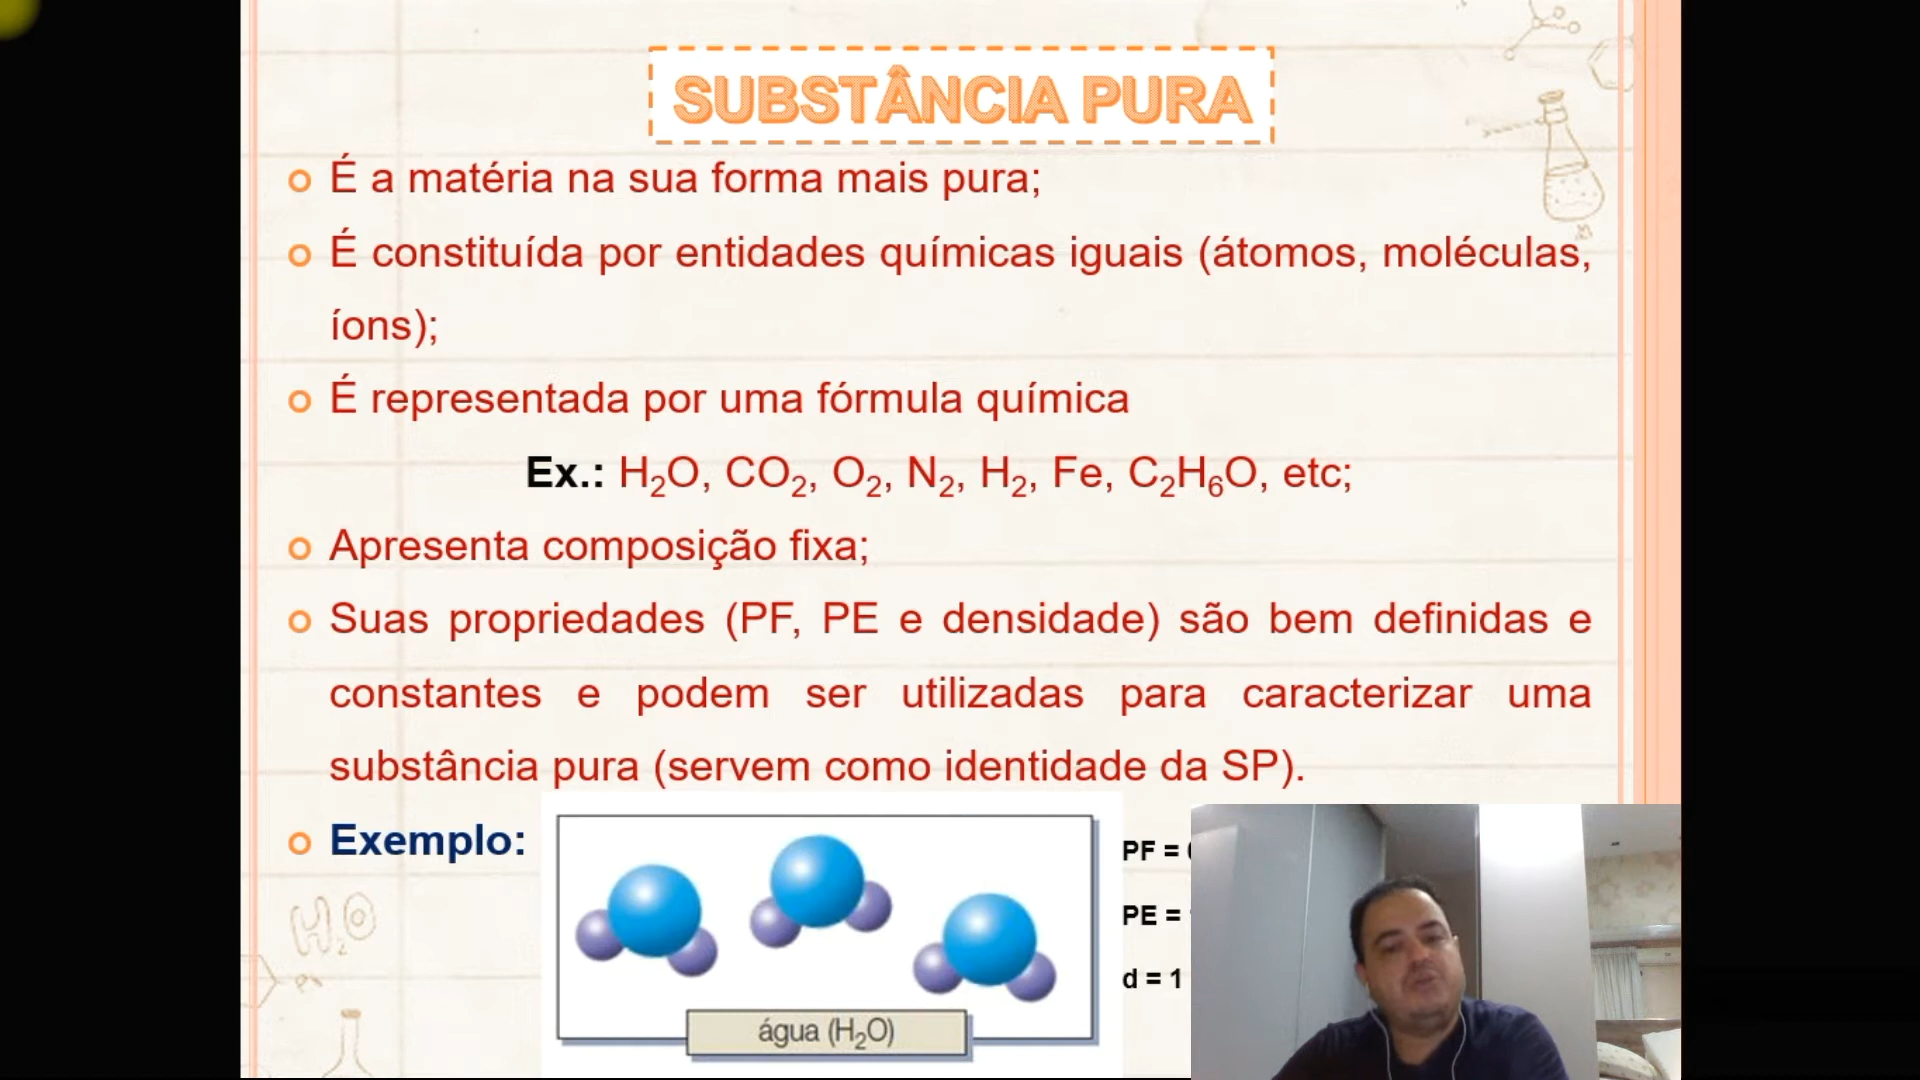 SUBSTÂNCIA PURA
É a matéria na sua forma mais pura;
É constituída por entidades químicas iguais (átomos, moléculas,
íons);
É representada por uma fórmula química
Ex.: H₂O, CO₂, O₂, N₂, H₂, Fe, C₂H₆O, etc;
Apresenta composição fixa;
Suas propriedades (PF, PE e densidade) são bem definidas e
constantes e podem ser utilizadas para caracterizar uma
substância pura (servem como identidade da SP).
Exemplo:
PF =
PE =
d = 1
água (H₂O)
H₂O